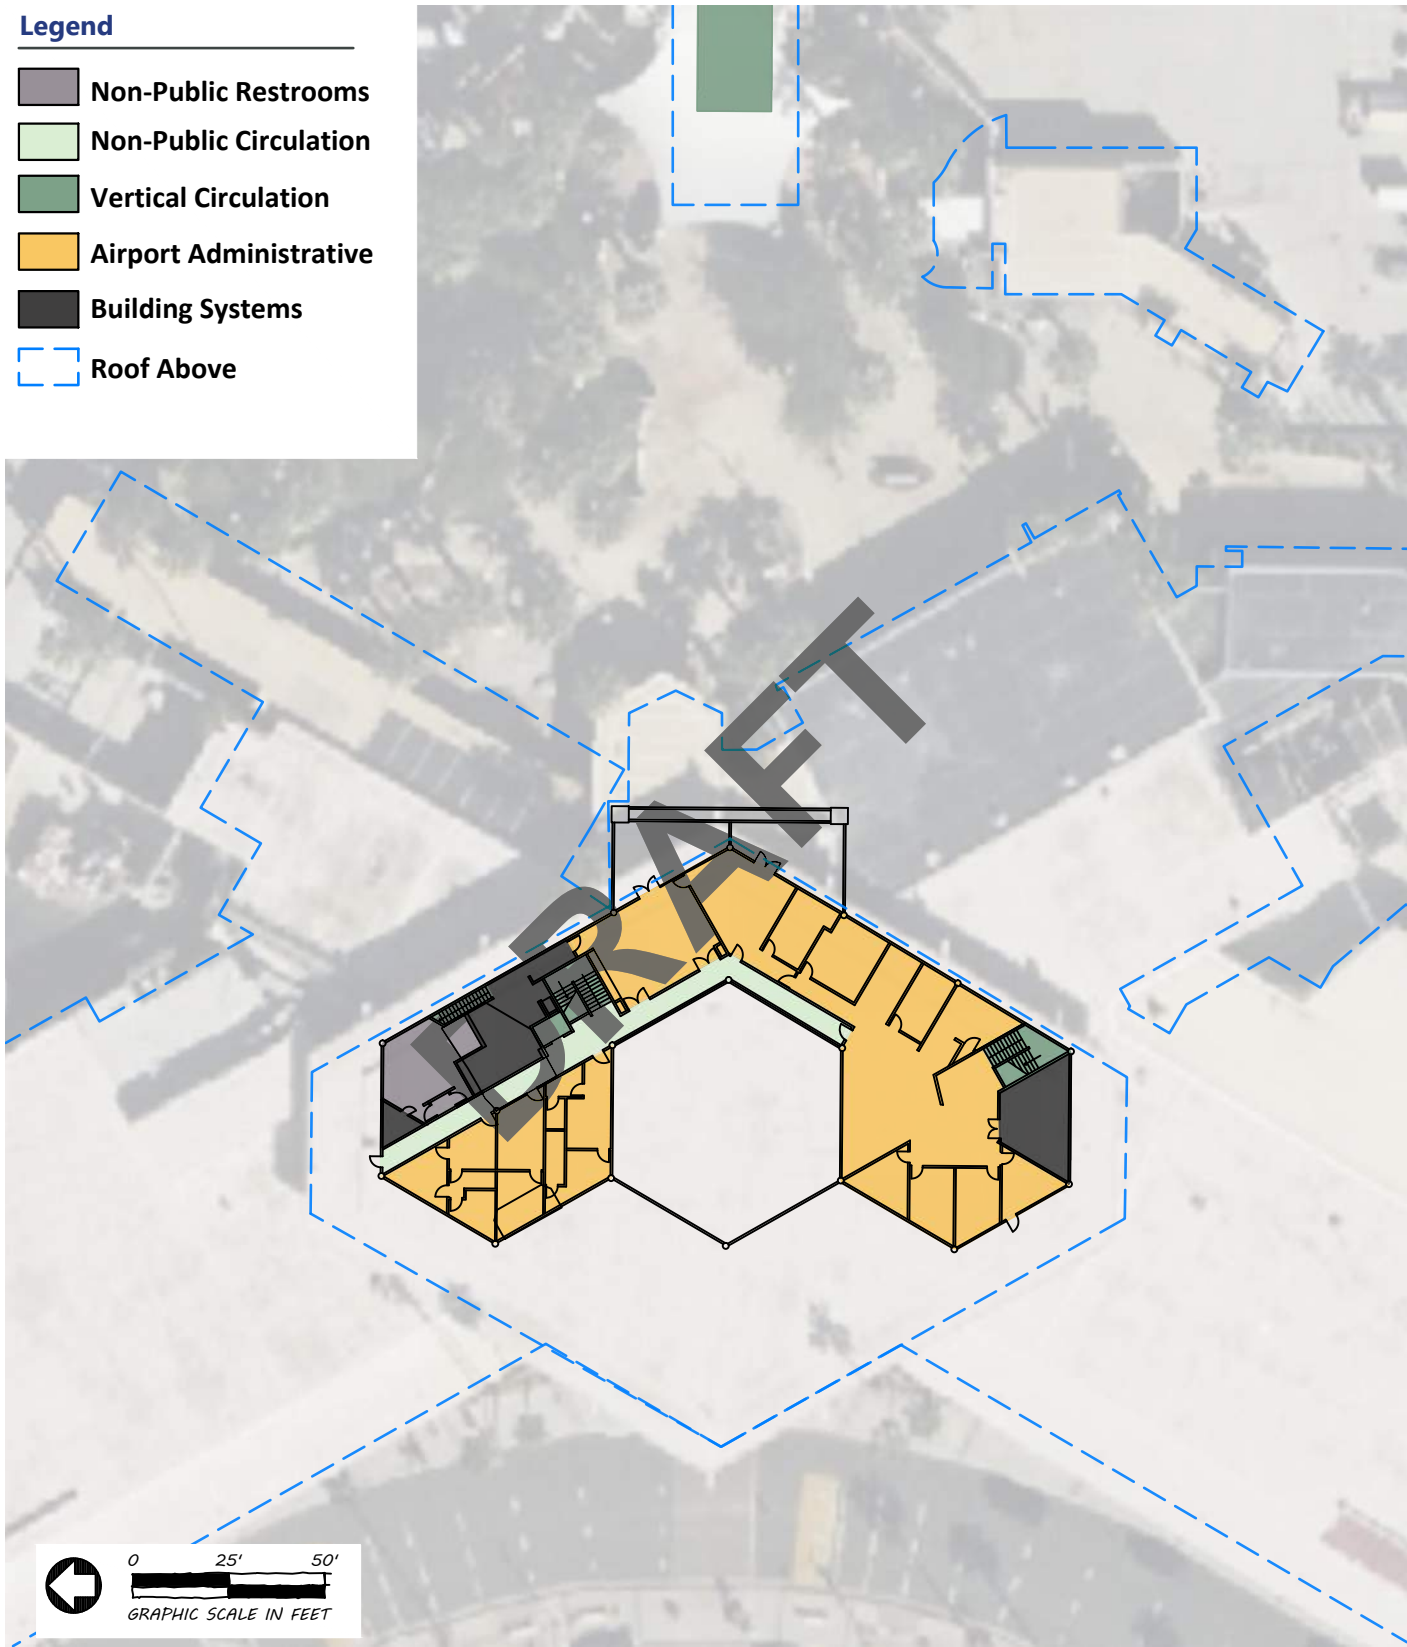 Legend
Non-Public Restrooms
Non-Public Circulation
Vertical Circulation
Airport Administrative
Building Systems
Roof Above
DRAFT
0 25' 50'
GRAPHIC SCALE IN FEET